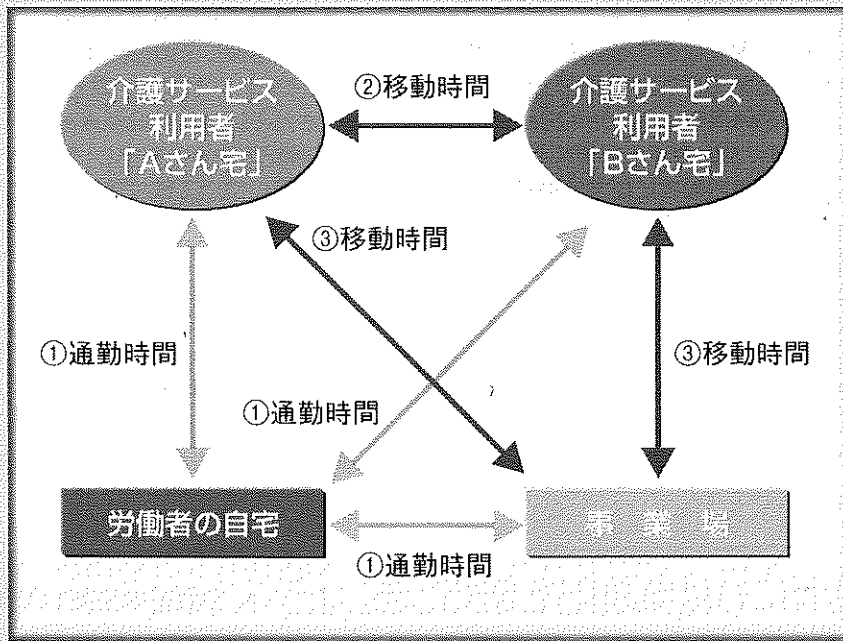 介護サービス
利用者
「Aさん宅」
②移動時間
介護サービス
利用者
「Bさん宅」
③移動時間
①通勤時間
③移動時間
①通勤時間
労働者の自宅
事業場
①通勤時間